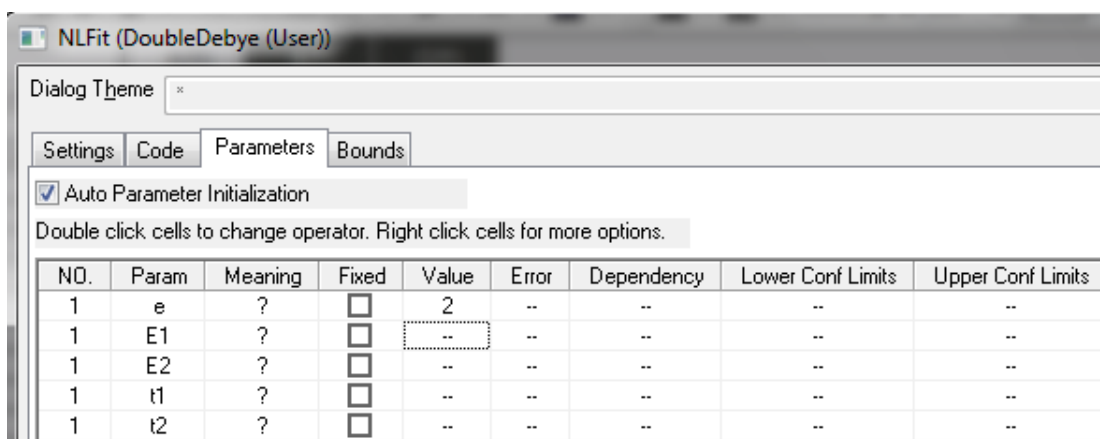 NLFit (DoubleDebye (User))
Dialog Theme *
Settings Code Parameters Bounds
Auto Parameter Initialization
Double click cells to change operator. Right click cells for more options.
NO. Param Meaning Fixed Value Error Dependency Lower Conf Limits Upper Conf Limits
1 e ? 2 -- -- -- --
1 E1 ? -- -- -- -- --
1 E2 ? -- -- -- -- --
1 t1 ? -- -- -- -- --
1 t2 ? -- -- -- -- --